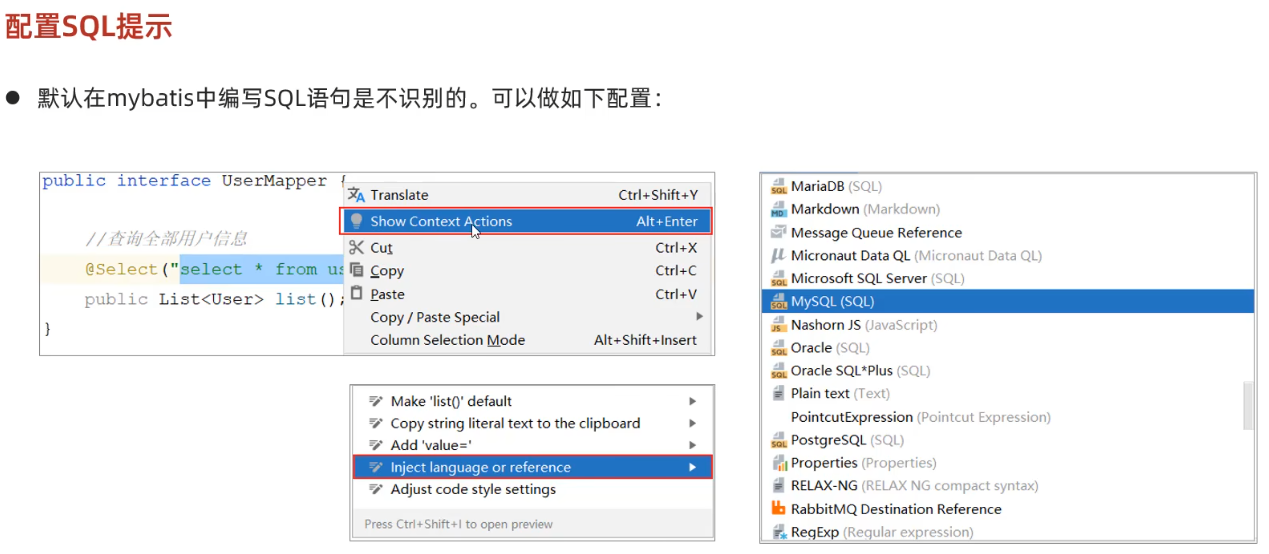 配置SQL提示
● 默认在mybatis中编写SQL语句是不识别的。可以做如下配置：
public interface UserMapper {
//查询全部用户信息
@Select("select * from us
public List<User> list();
}
Translate Ctrl+Shift+Y
Show Context Actions Alt+Enter
Cut Ctrl+X
Copy Ctrl+C
Paste Ctrl+V
Copy / Paste Special
Column Selection Mode Alt+Shift+Insert
Make 'list()' default
Copy string literal text to the clipboard
Add 'value='
Inject language or reference
Adjust code style settings
Press Ctrl+Shift+I to open preview
MariaDB (SQL)
Markdown (Markdown)
Message Queue Reference
Micronaut Data QL (Micronaut Data QL)
Microsoft SQL Server (SQL)
MySQL (SQL)
Nashorn JS (JavaScript)
Oracle (SQL)
Oracle SQL*Plus (SQL)
Plain text (Text)
PointcutExpression (Pointcut Expression)
PostgreSQL (SQL)
Properties (Properties)
RELAX-NG (RELAX NG compact syntax)
RabbitMQ Destination Reference
RegExp (Regular expression)